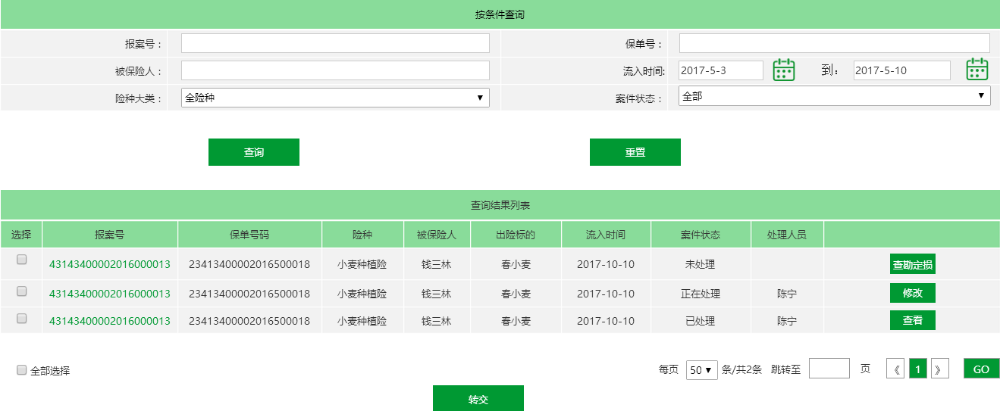 按条件查询
报案号： 保单号：
被保险人： 流入时间: 2017-5-3 到： 2017-5-10
险种大类： 全险种 ▼ 案件状态： 全部 ▼
查询 重置
查询结果列表
选择 报案号 保单号码 险种 被保险人 出险标的 流入时间 案件状态 处理人员
43143400002016000013 23413400002016500018 小麦种植险 钱三林 春小麦 2017-10-10 未处理 查勘定损
43143400002016000013 23413400002016500018 小麦种植险 钱三林 春小麦 2017-10-10 正在处理 陈宁 修改
43143400002016000013 23413400002016500018 小麦种植险 钱三林 春小麦 2017-10-10 已处理 陈宁 查看
全部选择 每页 50 ▼ 条/共2条 跳转至 页 《 1 》 GO
转交